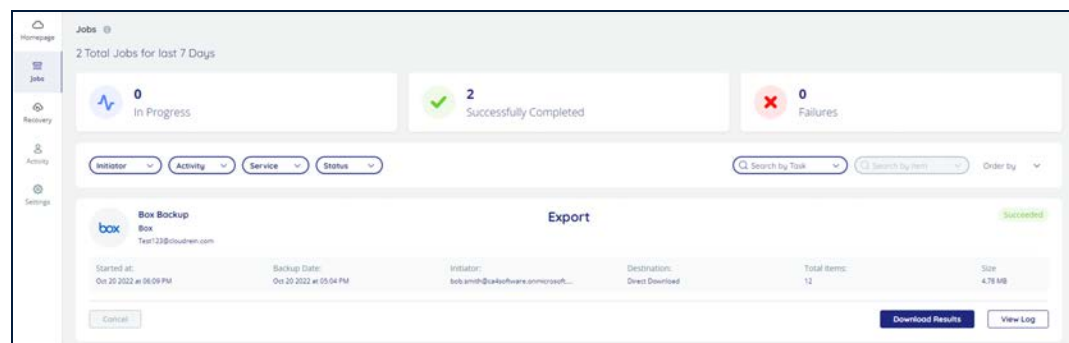 Homepage
Jobs
Recovery
Activity
Settings
Jobs
2 Total Jobs for last 7 Days
0
In Progress
2
Successfully Completed
0
Failures
Initiator
Activity
Service
Status
Search by Task
Search by Item
Order by
box
Box Backup
Box
Test123@cloudrein.com
Export
Succeeded
Started at:
Oct 20 2022 at 06:09 PM
Backup Date:
Oct 20 2022 at 05:04 PM
Initiator:
bob.smith@ca4software.onmicrosoft....
Destination:
Direct Download
Total Items:
12
Size
4.78 MB
Cancel
Download Results
View Log